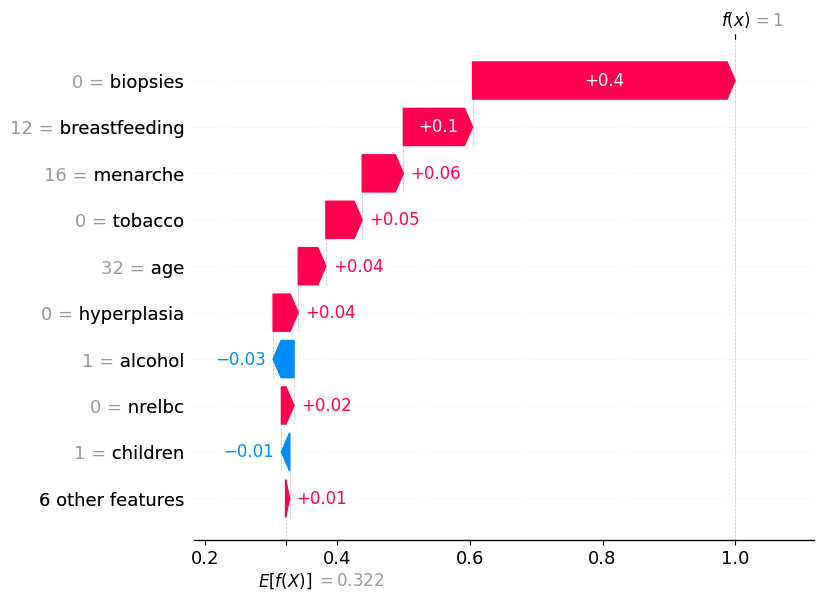 f(x) = 1
0 = biopsies +0.4
12 = breastfeeding +0.1
16 = menarche +0.06
0 = tobacco +0.05
32 = age +0.04
0 = hyperplasia +0.04
1 = alcohol −0.03
0 = nrelbc +0.02
1 = children −0.01
6 other features +0.01
0.2 0.4 0.6 0.8 1.0
E[f(X)] = 0.322